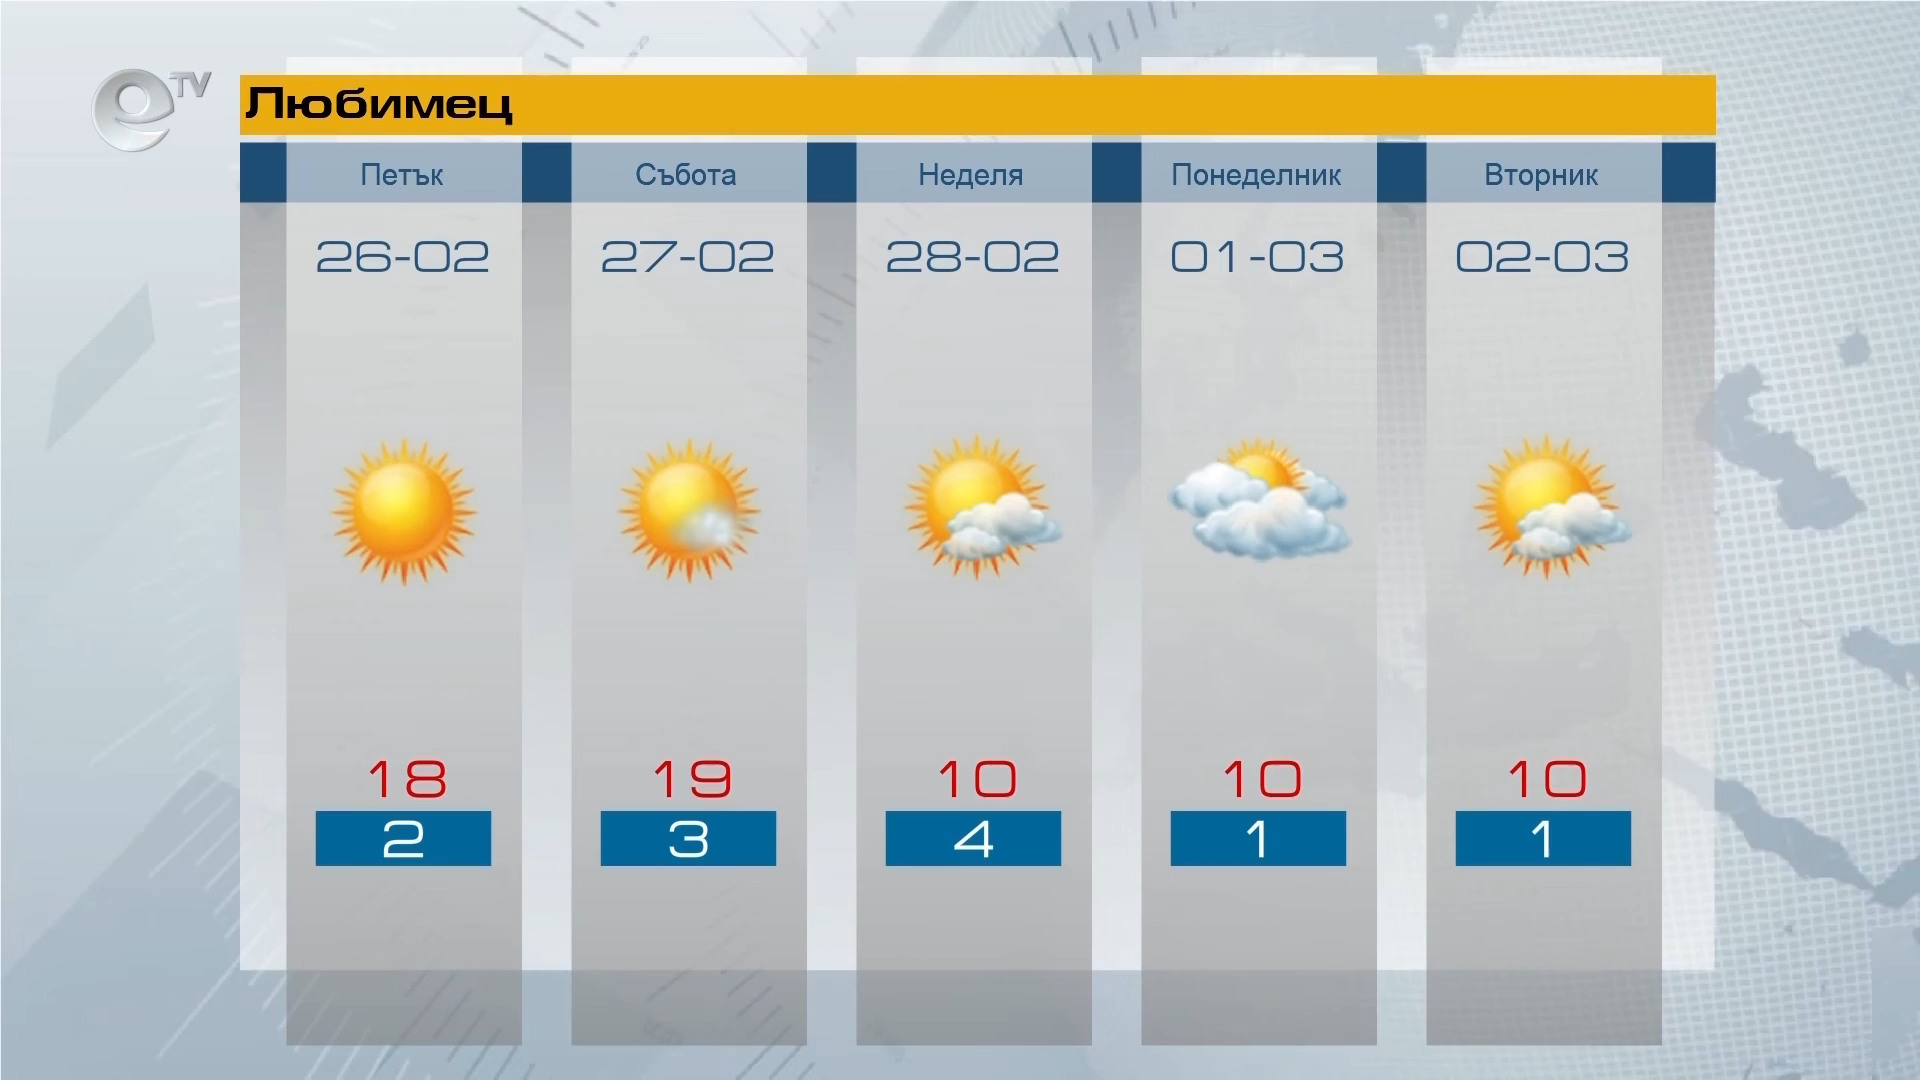 eTV
Любимец
Петък Събота Неделя Понеделник Вторник
26-02 27-02 28-02 01-03 02-03
18 19 10 10 10
2 3 4 1 1